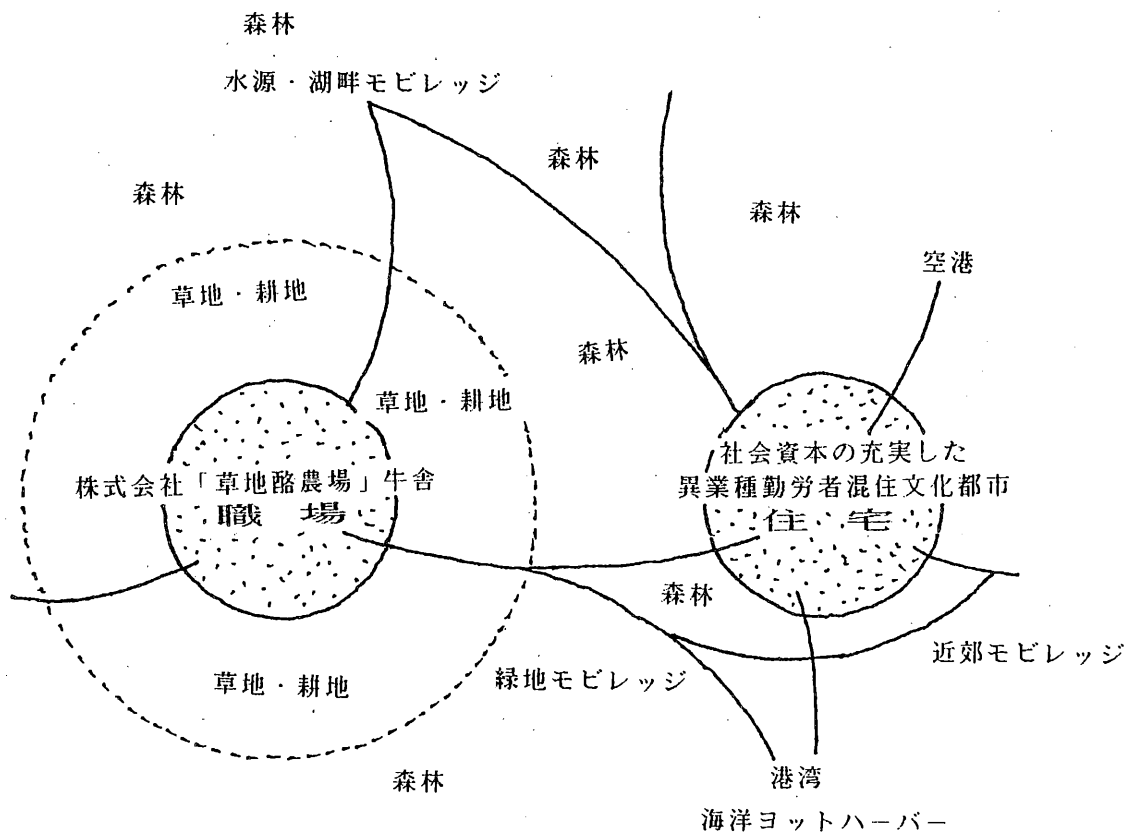 森林
水源・湖畔モビレッジ
森林
森林
森林
空港
草地・耕地
森林
草地・耕地
社会資本の充実した
株式会社「草地酪農場」牛舎
異業種勤労者混住文化都市
職 場
住 宅
森林
近郊モビレッジ
草地・耕地
緑地モビレッジ
森林
港湾
海洋ヨットハーバー